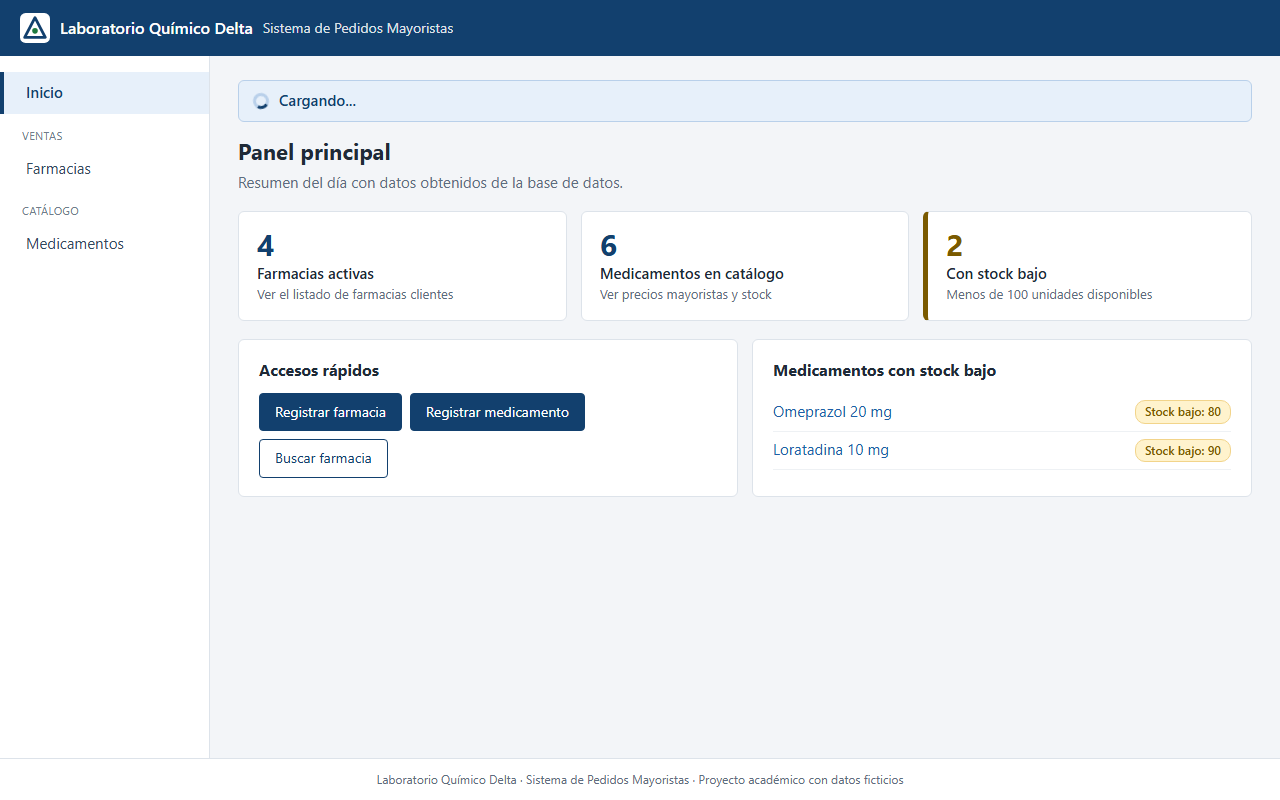 Laboratorio Químico Delta Sistema de Pedidos Mayoristas
Inicio
VENTAS
Farmacias
CATÁLOGO
Medicamentos
Cargando...
Panel principal
Resumen del día con datos obtenidos de la base de datos.
4
Farmacias activas
Ver el listado de farmacias clientes
6
Medicamentos en catálogo
Ver precios mayoristas y stock
2
Con stock bajo
Menos de 100 unidades disponibles
Accesos rápidos
Registrar farmacia
Registrar medicamento
Buscar farmacia
Medicamentos con stock bajo
Omeprazol 20 mg
Stock bajo: 80
Loratadina 10 mg
Stock bajo: 90
Laboratorio Químico Delta · Sistema de Pedidos Mayoristas · Proyecto académico con datos ficticios